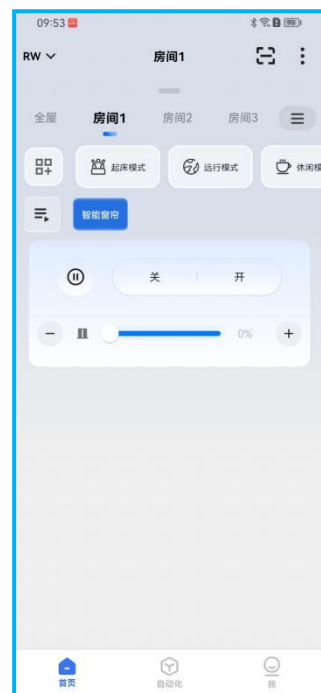 09:53
RW
房间1
全屋 房间1 房间2 房间3
起床模式 运行模式 休闲模
智能窗帘
关 开
0%
首页 自动化 我